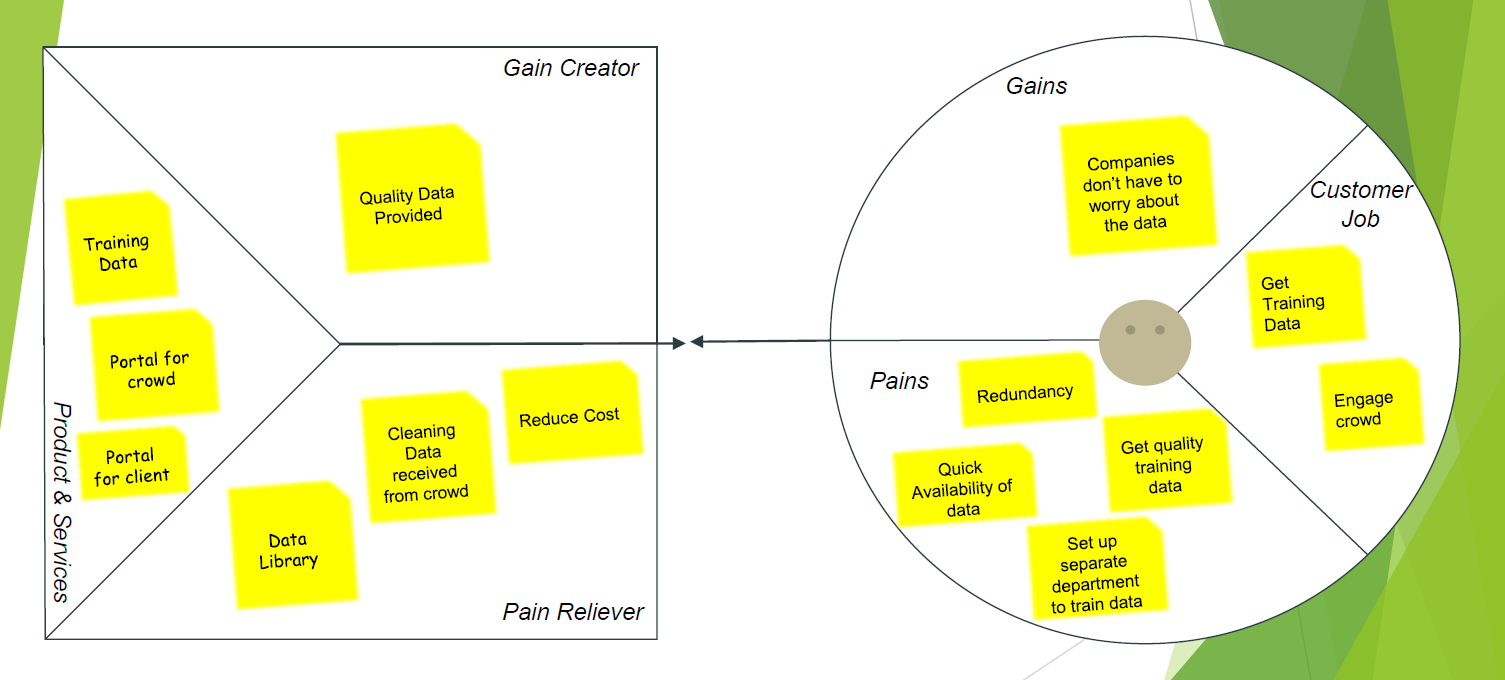 Gain Creator
Quality Data
Provided
Training
Data
Portal for
crowd
Portal
for client
Product & Services
Reduce Cost
Cleaning
Data
received
from crowd
Data
Library
Pain Reliever
Gains
Companies
don't have to
worry about
the data
Customer
Job
Get
Training
Data
Engage
crowd
Pains
Redundancy
Get quality
training
data
Quick
Availability of
data
Set up
separate
department
to train data